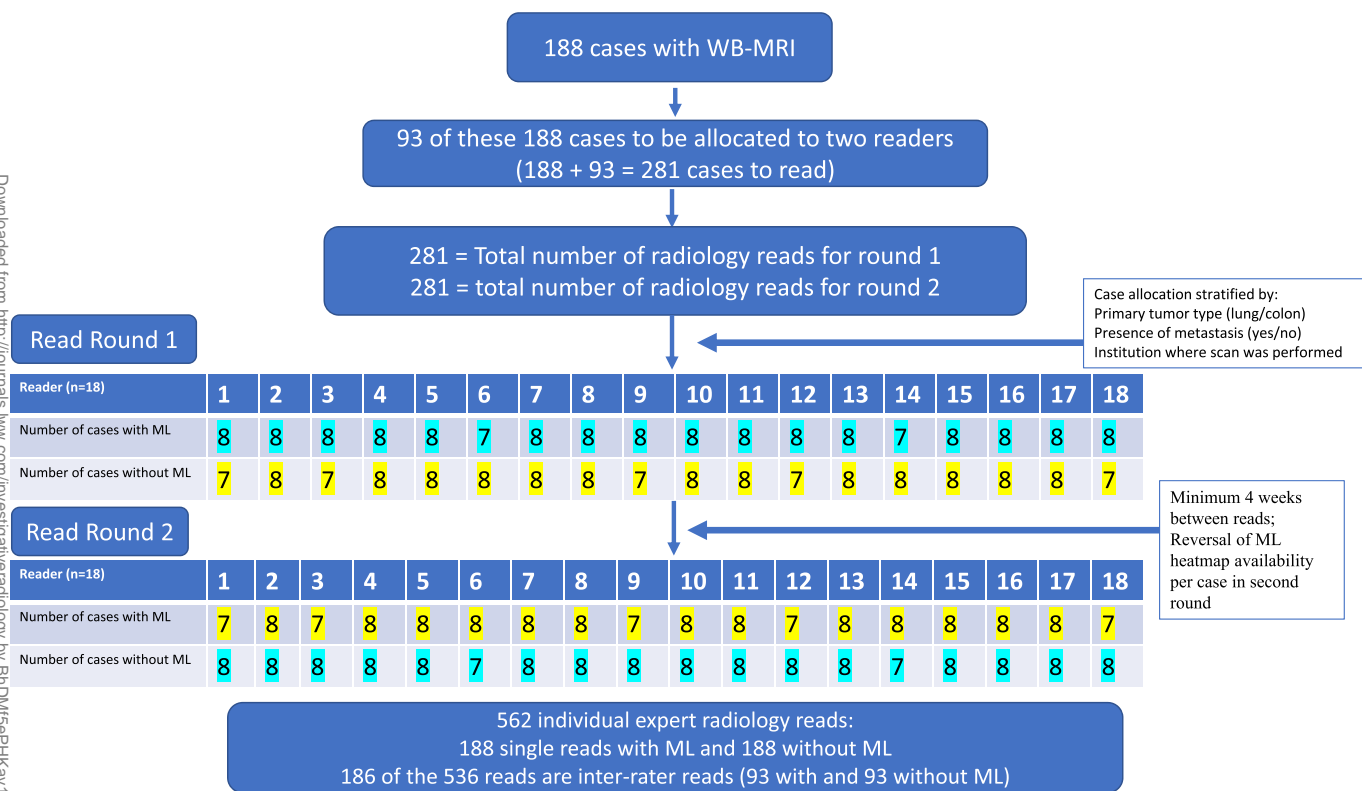 188 cases with WB-MRI
93 of these 188 cases to be allocated to two readers
(188 + 93 = 281 cases to read)
281 = Total number of radiology reads for round 1
281 = total number of radiology reads for round 2
Case allocation stratified by:
Primary tumor type (lung/colon)
Presence of metastasis (yes/no)
Institution where scan was performed
Read Round 1
Reader (n=18) 1 2 3 4 5 6 7 8 9 10 11 12 13 14 15 16 17 18
Number of cases with ML 8 8 8 8 8 7 8 8 8 8 8 8 8 7 8 8 8 8
Number of cases without ML 7 8 7 8 8 8 8 8 7 8 8 7 8 8 8 8 8 7
Minimum 4 weeks
between reads;
Reversal of ML
heatmap availability
per case in second
round
Read Round 2
Reader (n=18) 1 2 3 4 5 6 7 8 9 10 11 12 13 14 15 16 17 18
Number of cases with ML 7 8 7 8 8 8 8 8 7 8 8 7 8 8 8 8 8 7
Number of cases without ML 8 8 8 8 8 7 8 8 8 8 8 8 8 7 8 8 8 8
562 individual expert radiology reads:
188 single reads with ML and 188 without ML
186 of the 536 reads are inter-rater reads (93 with and 93 without ML)
Downloaded from http://journals.lww.com/investigativeradiology by